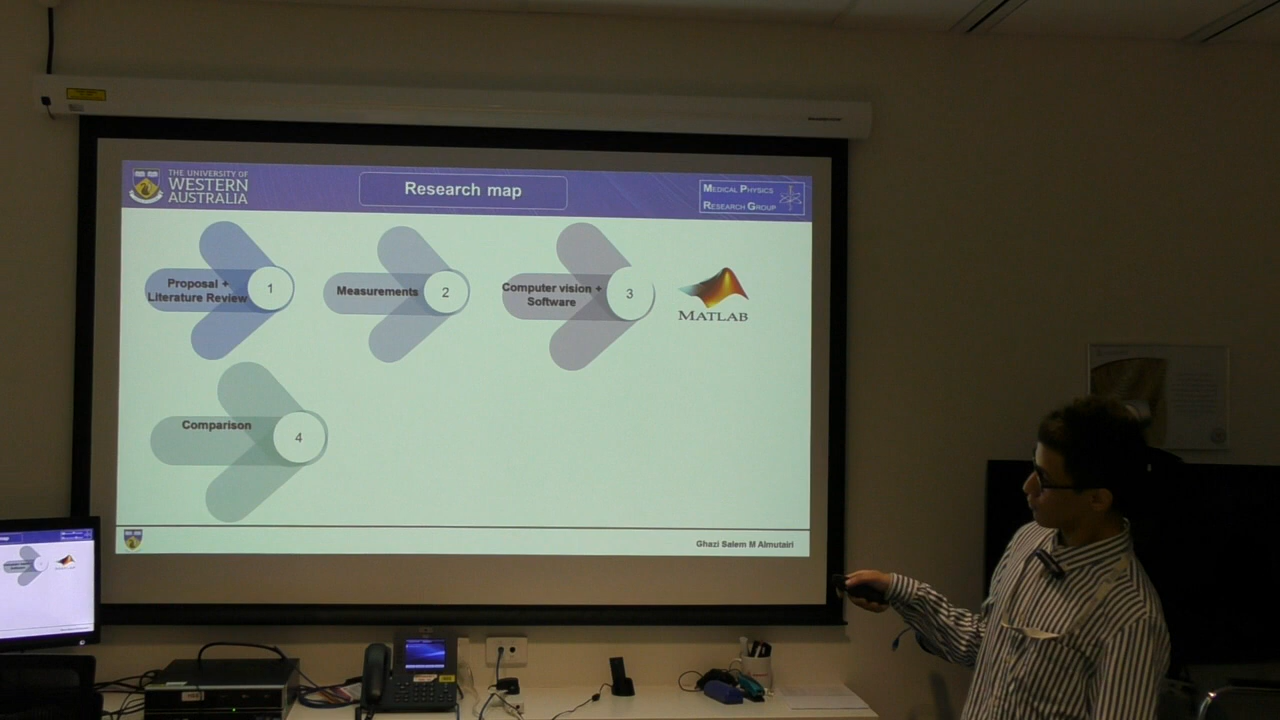 THE UNIVERSITY OF
WESTERN
AUSTRALIA
Research map
MEDICAL PHYSICS
RESEARCH GROUP
Proposal +
Literature Review
1
Measurements
2
Computer vision +
Software
3
MATLAB
Comparison
4
Ghazi Salem M Almutairi